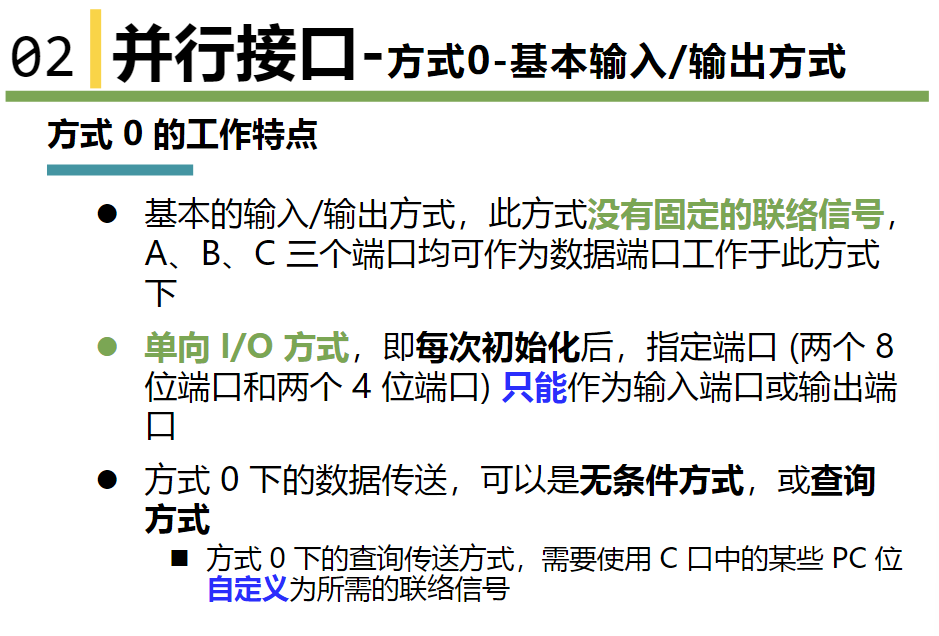 02 并行接口-方式0-基本输入/输出方式
方式 0 的工作特点
● 基本的输入/输出方式，此方式没有固定的联络信号，
A、B、C 三个端口均可作为数据端口工作于此方式
下
● 单向 I/O 方式，即每次初始化后，指定端口 (两个 8
位端口和两个 4 位端口) 只能作为输入端口或输出端
口
● 方式 0 下的数据传送，可以是无条件方式，或查询
方式
■ 方式 0 下的查询传送方式，需要使用 C 口中的某些 PC 位
自定义为所需的联络信号